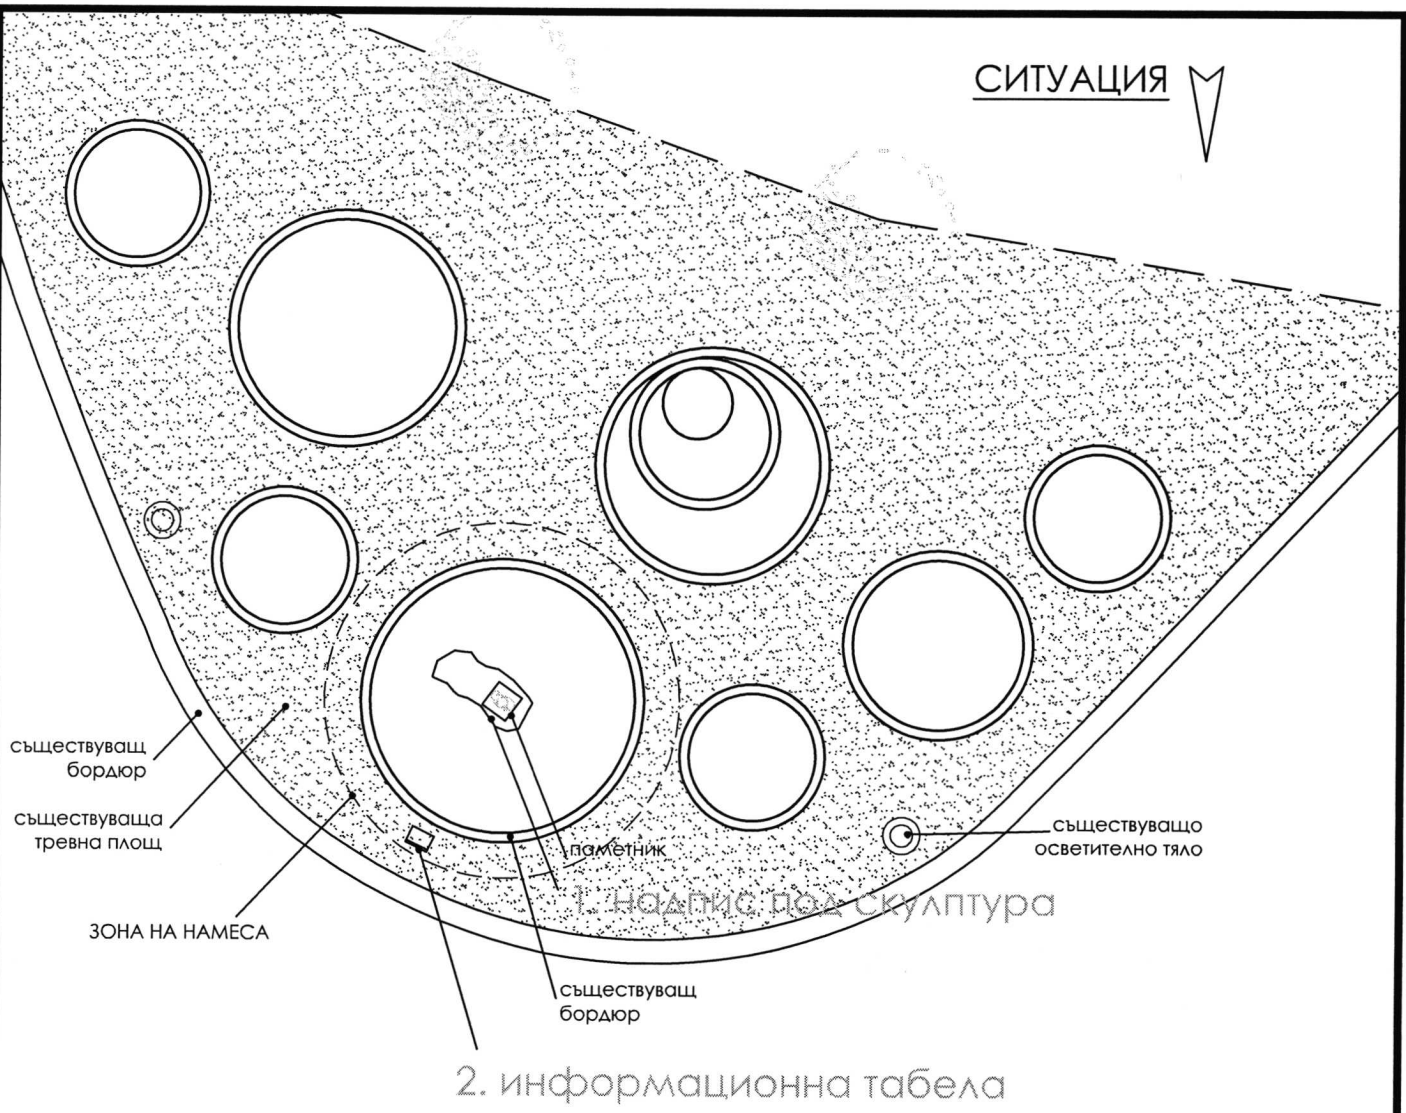 СИТУАЦИЯ
съществуващ
бордюр
съществуваща
тревна площ
ЗОНА НА НАМЕСА
паметник
1. надпис под скулптура
съществуващо
осветително тяло
съществуващ
бордюр
2. информационна табела